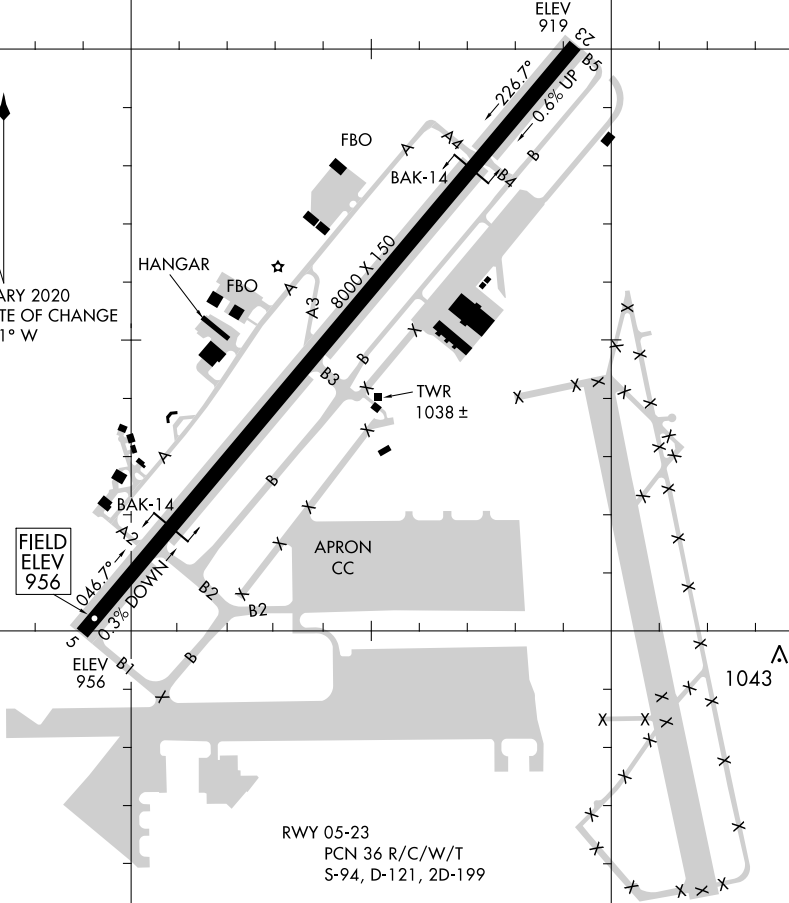 ELEV
919
23
B5
226.7°
0.6% UP
FBO
A
A4
B
BAK-14
B4
HANGAR
8000 X 150
FBO
A
A3
ARY 2020
TE OF CHANGE
1° W
B
B3
TWR
1038 ±
A
B
BAK-14
A2
FIELD
ELEV
956
046.7°
0.3% DOWN
APRON
CC
B2
B2
5
ELEV
956
B1
B
1043
RWY 05-23
PCN 36 R/C/W/T
S-94, D-121, 2D-199